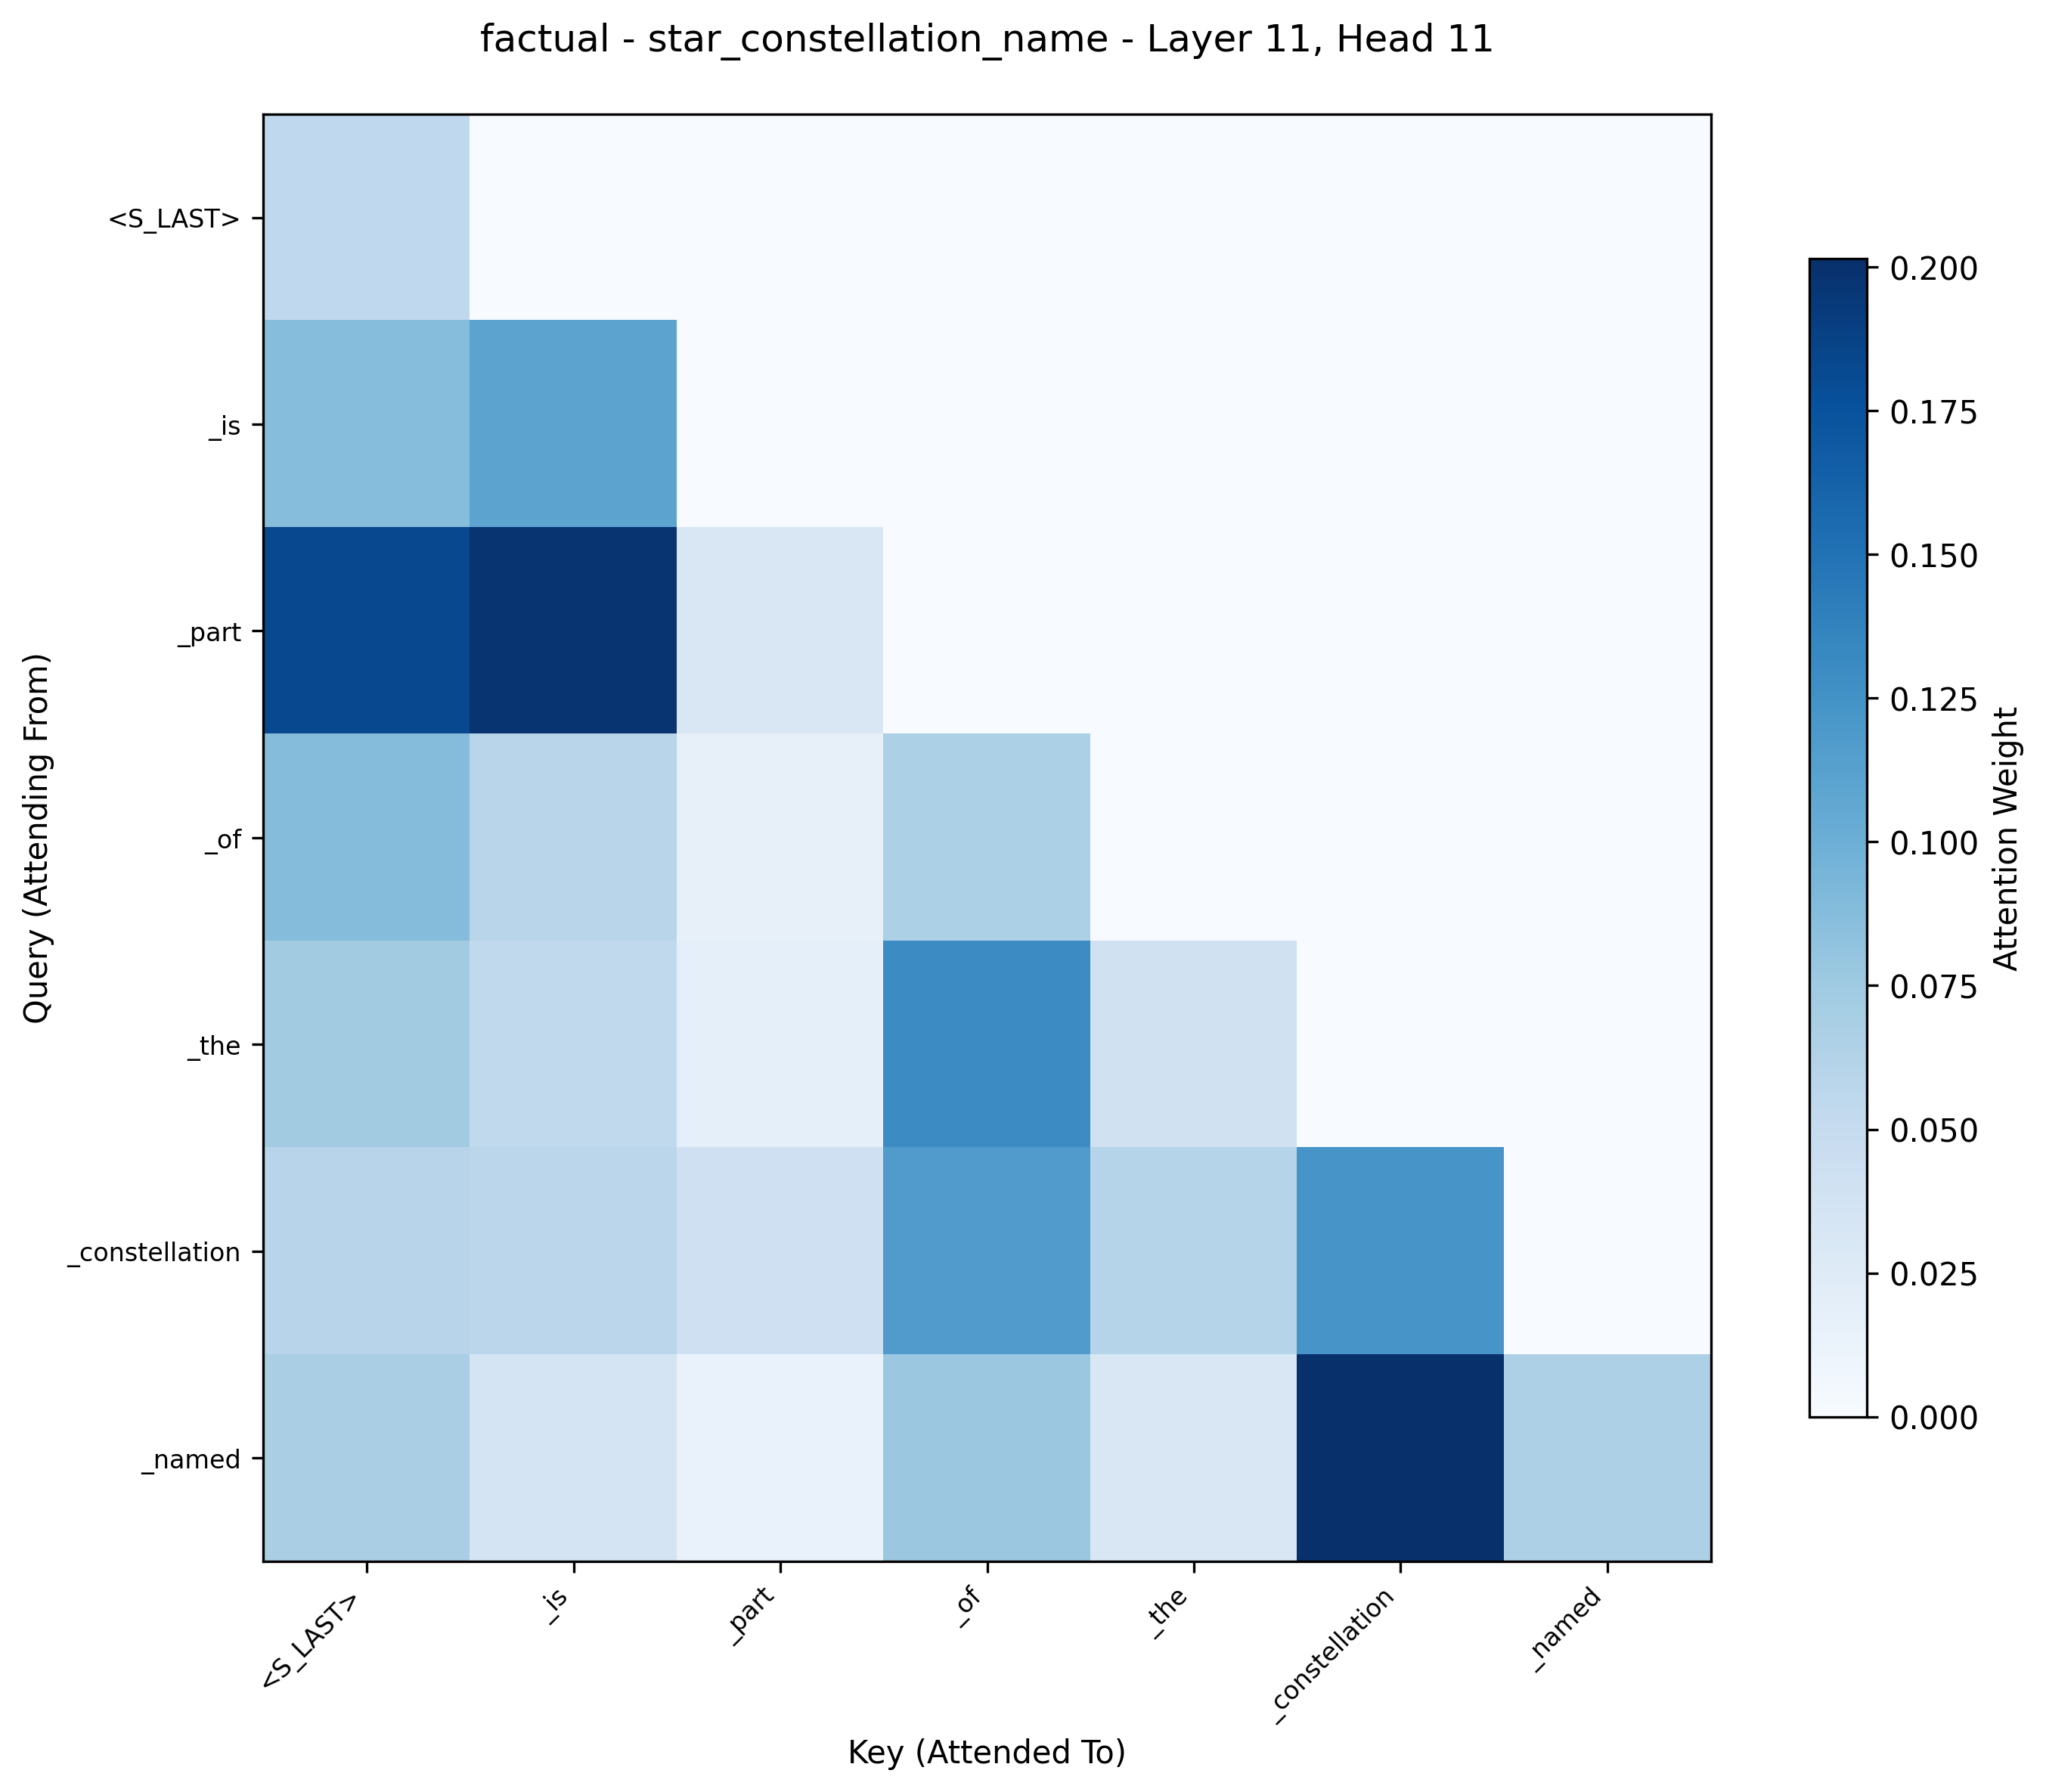 factual - star_constellation_name - Layer 11, Head 11
Query (Attending From)
<S_LAST>
_is
_part
_of
_the
_constellation
_named
<S_LAST>
_is
_part
_of
_the
_constellation
_named
Key (Attended To)
0.200
0.175
0.150
0.125
0.100
0.075
0.050
0.025
0.000
Attention Weight